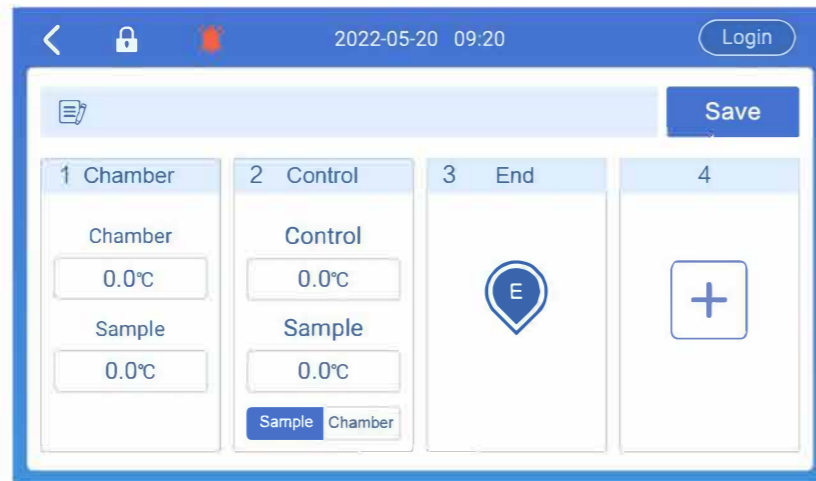 2022-05-20 09:20 Login
Save
1 Chamber
Chamber
0.0℃
Sample
0.0℃
2 Control
Control
0.0℃
Sample
0.0℃
Sample Chamber
3 End
E
4